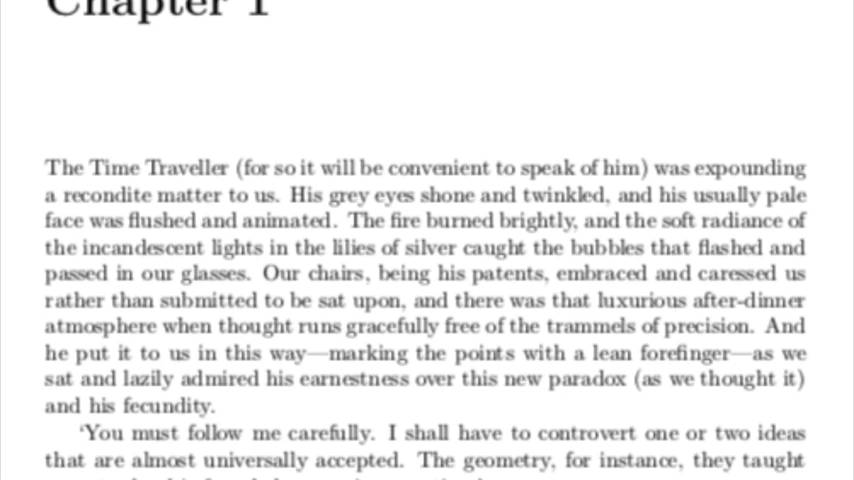 Chapter 1
The Time Traveller (for so it will be convenient to speak of him) was expounding
a recondite matter to us. His grey eyes shone and twinkled, and his usually pale
face was flushed and animated. The fire burned brightly, and the soft radiance of
the incandescent lights in the lilies of silver caught the bubbles that flashed and
passed in our glasses. Our chairs, being his patents, embraced and caressed us
rather than submitted to be sat upon, and there was that luxurious after-dinner
atmosphere when thought runs gracefully free of the trammels of precision. And
he put it to us in this way—marking the points with a lean forefinger—as we
sat and lazily admired his earnestness over this new paradox (as we thought it)
and his fecundity.
‘You must follow me carefully. I shall have to controvert one or two ideas
that are almost universally accepted. The geometry, for instance, they taught